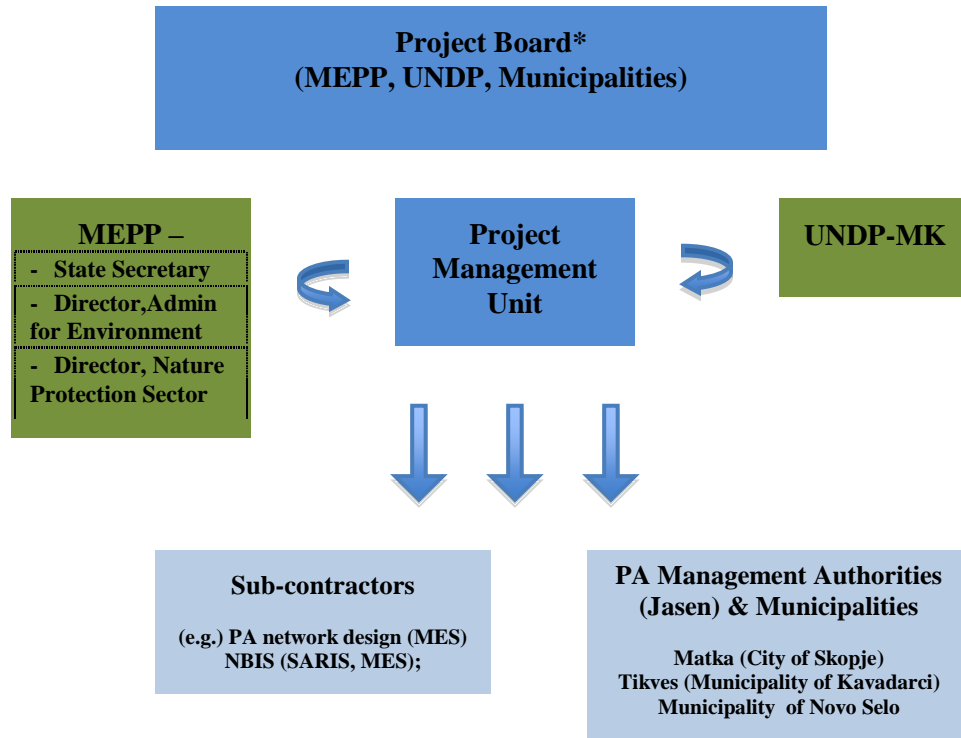 Project Board*
(MEPP, UNDP, Municipalities)
MEPP –
- State Secretary
- Director,Admin
for Environment
- Director, Nature
Protection Sector
Project
Management
Unit
UNDP-MK
Sub-contractors
(e.g.) PA network design (MES)
NBIS (SARIS, MES);
PA Management Authorities
(Jasen) & Municipalities
Matka (City of Skopje)
Tikves (Municipality of Kavadarci)
Municipality of Novo Selo